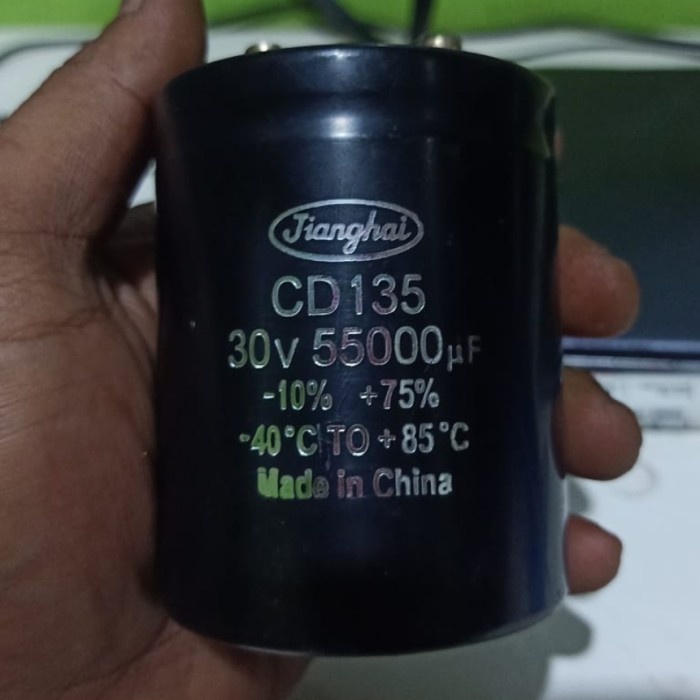 Jianghai
CD135
30V 55000µF
-10% +75%
-40°C TO +85°C
Made in China